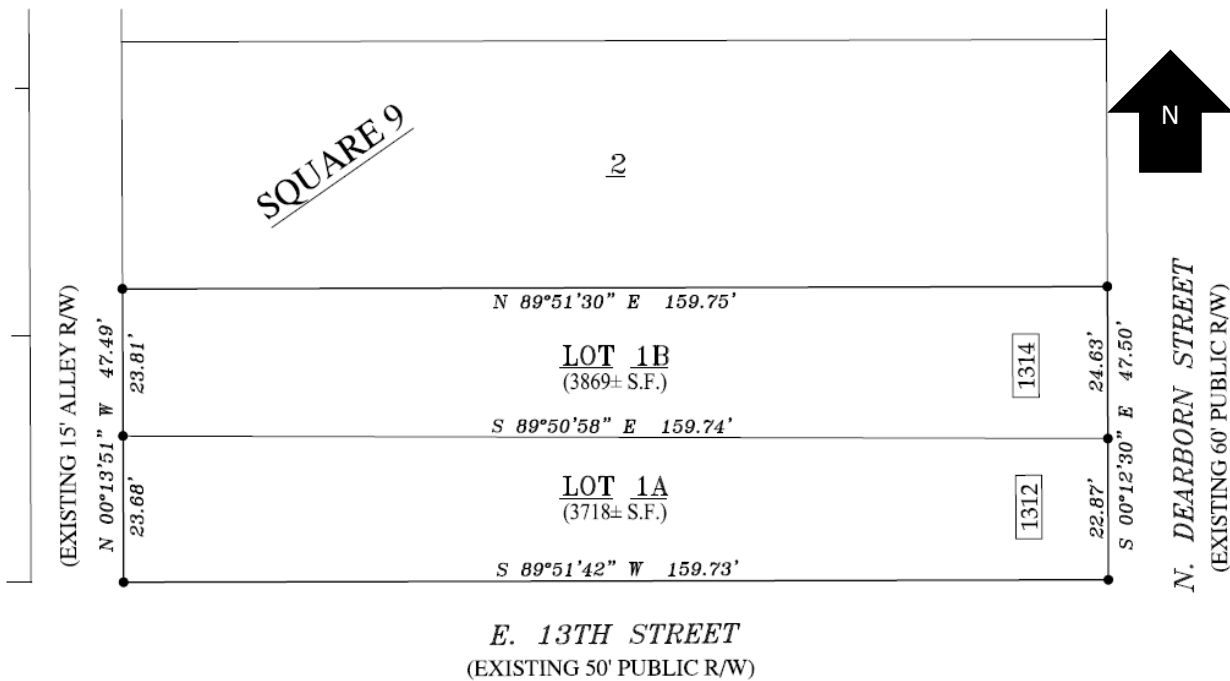 N
SQUARE 9
2
N 89°51'30" E 159.75'
LOT 1B
(3869± S.F.)
1314
S 89°50'58" E 159.74'
LOT 1A
(3718± S.F.)
1312
S 89°51'42" W 159.73'
(EXISTING 15' ALLEY R/W)
N 00°13'51" W 47.49'
23.81'
23.68'
24.63'
22.87'
S 00°12'30" E 47.50'
N. DEARBORN STREET
(EXISTING 60' PUBLIC R/W)
E. 13TH STREET
(EXISTING 50' PUBLIC R/W)